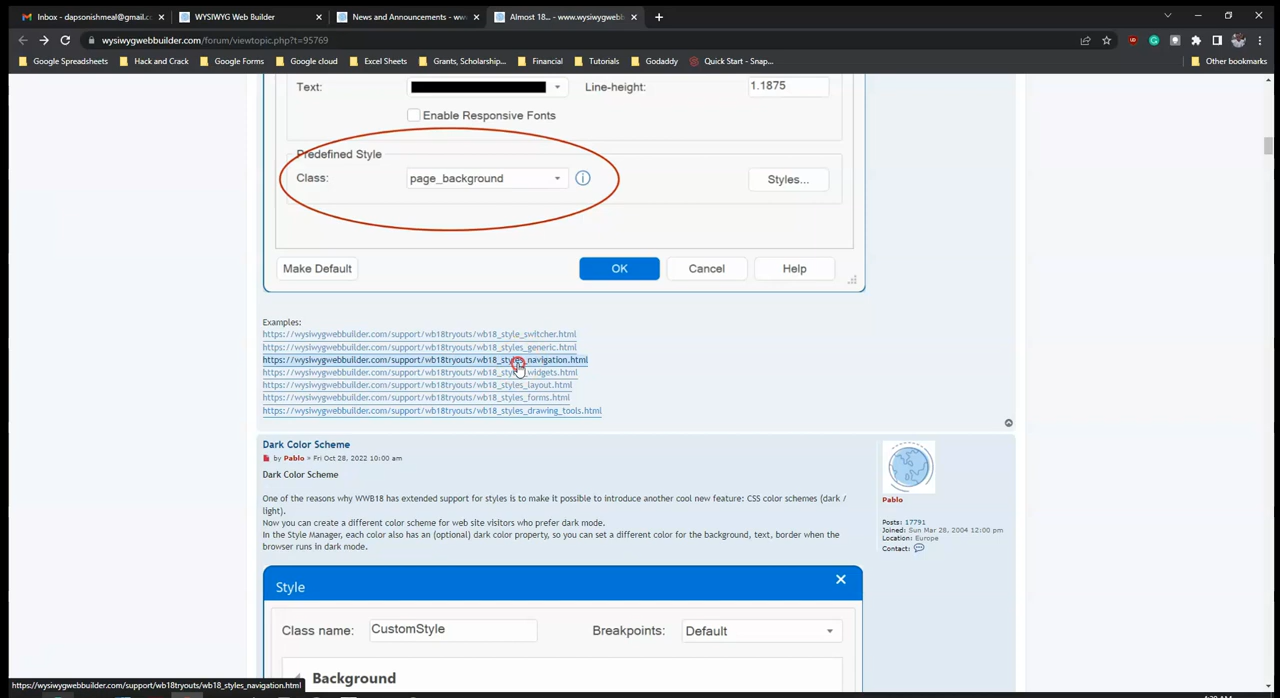 Inbox - dapsonishmeal@gmail.co
WYSIWYG Web Builder
News and Announcements - www
Almost 18... - www.wysiwygwebb
wysiwygwebbuilder.com/forum/viewtopic.php?t=95769
Google Spreadsheets
Hack and Crack
Google Forms
Google cloud
Excel Sheets
Grants, Scholarship...
Financial
Tutorials
Godaddy
Quick Start - Snap...
Other bookmarks
Text:
Line-height:
1.1875
Enable Responsive Fonts
Predefined Style
Class:
page_background
Styles...
Make Default
OK
Cancel
Help
Examples:
https://wysiwygwebbuilder.com/support/wb18tryouts/wb18_style_switcher.html
https://wysiwygwebbuilder.com/support/wb18tryouts/wb18_styles_generic.html
https://wysiwygwebbuilder.com/support/wb18tryouts/wb18_styles_navigation.html
https://wysiwygwebbuilder.com/support/wb18tryouts/wb18_styles_widgets.html
https://wysiwygwebbuilder.com/support/wb18tryouts/wb18_styles_layout.html
https://wysiwygwebbuilder.com/support/wb18tryouts/wb18_styles_forms.html
https://wysiwygwebbuilder.com/support/wb18tryouts/wb18_styles_drawing_tools.html
Dark Color Scheme
by Pablo » Fri Oct 28, 2022 10:00 am
Dark Color Scheme
One of the reasons why WWB18 has extended support for styles is to make it possible to introduce another cool new feature: CSS color schemes (dark /
light).
Now you can create a different color scheme for web site visitors who prefer dark mode.
In the Style Manager, each color also has an (optional) dark color property, so you can set a different color for the background, text, border when the
browser runs in dark mode.
Pablo
Posts: 17791
Joined: Sun Mar 28, 2004 12:00 pm
Location: Europe
Contact:
Style
Class name:
CustomStyle
Breakpoints:
Default
Background
https://wysiwygwebbuilder.com/support/wb18tryouts/wb18_styles_navigation.html